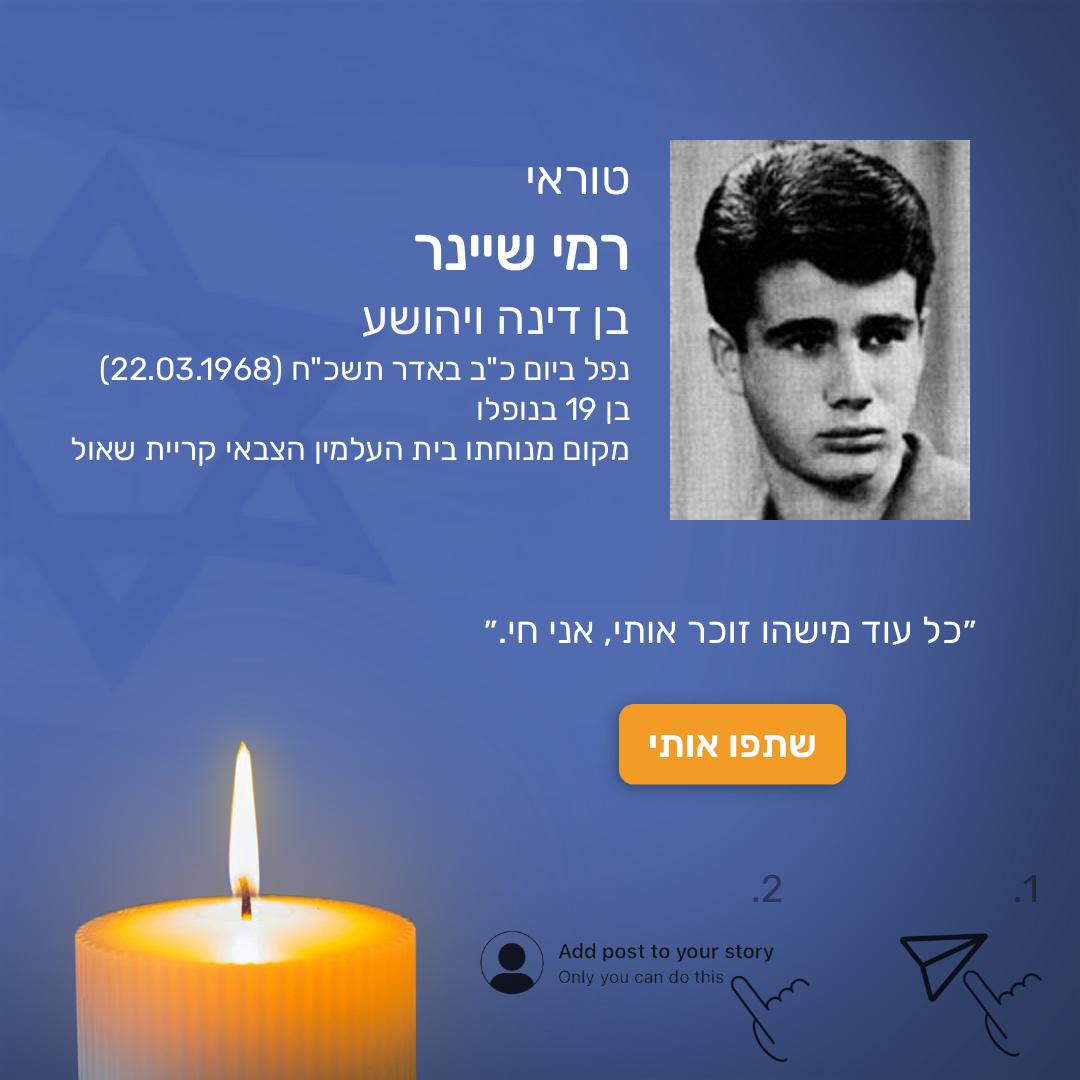 טוראי
רמי שיינר
בן דינה ויהושע
נפל ביום כ"ב באדר תשכ"ח (22.03.1968)
בן 19 בנופלו
מקום מנוחתו בית העלמין הצבאי קריית שאול
״כל עוד מישהו זוכר אותי, אני חי.״
שתפו אותי
1.
2.
Add post to your story
Only you can do this